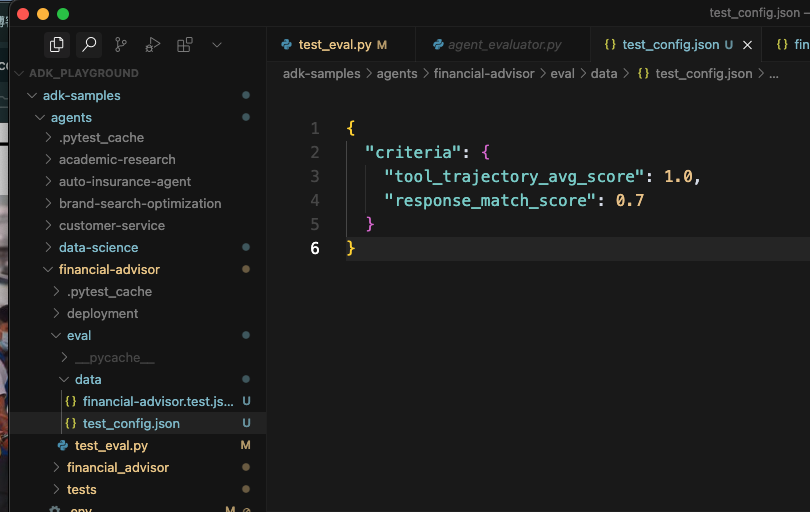 test_config.json —
ADK_PLAYGROUND
adk-samples
agents
.pytest_cache
academic-research
auto-insurance-agent
brand-search-optimization
customer-service
data-science
financial-advisor
.pytest_cache
deployment
eval
__pycache__
data
{} financial-advisor.test.js... U
{} test_config.json U
test_eval.py M
financial_advisor
tests
.env M
test_eval.py M
agent_evaluator.py
{} test_config.json U
{} fin
adk-samples > agents > financial-advisor > eval > data > {} test_config.json > ...
1 {
2 "criteria": {
3 "tool_trajectory_avg_score": 1.0,
4 "response_match_score": 0.7
5 }
6 }